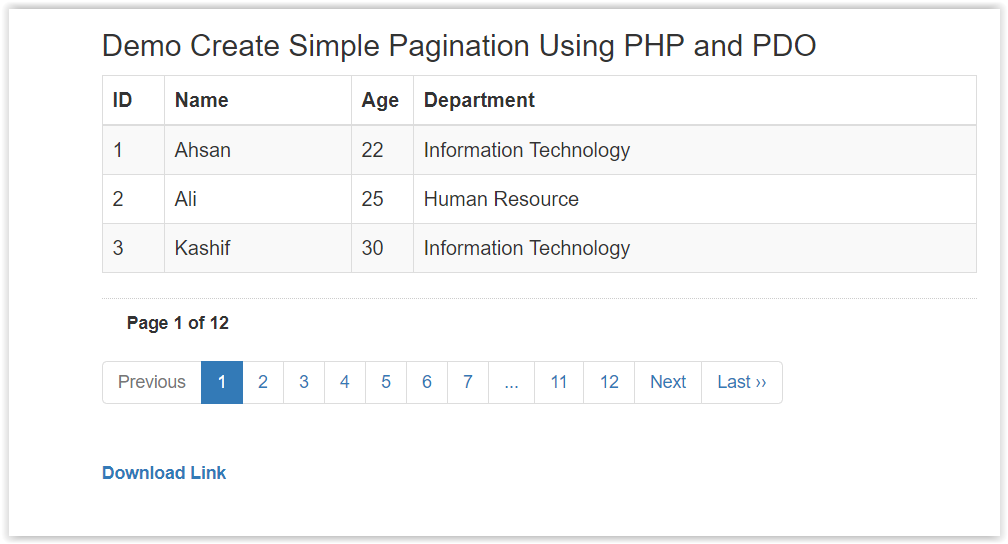 Demo Create Simple Pagination Using PHP and PDO
ID Name Age Department
1 Ahsan 22 Information Technology
2 Ali 25 Human Resource
3 Kashif 30 Information Technology
Page 1 of 12
Previous 1 2 3 4 5 6 7 ... 11 12 Next Last ››
Download Link